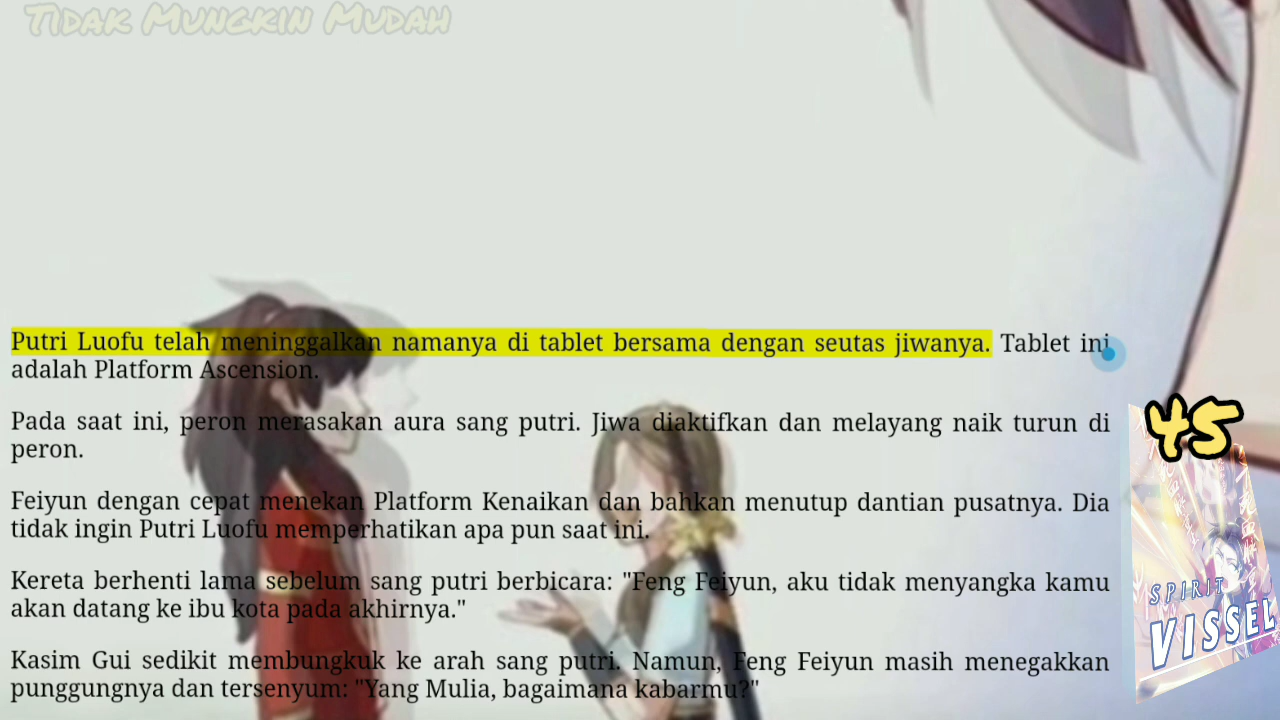 Tidak Mungkin Mudah
Putri Luofu telah meninggalkan namanya di tablet bersama dengan seutas jiwanya. Tablet ini
adalah Platform Ascension.
Pada saat ini, peron merasakan aura sang putri. Jiwa diaktifkan dan melayang naik turun di
peron.
Feiyun dengan cepat menekan Platform Kenaikan dan bahkan menutup dantian pusatnya. Dia
tidak ingin Putri Luofu memperhatikan apa pun saat ini.
Kereta berhenti lama sebelum sang putri berbicara: "Feng Feiyun, aku tidak menyangka kamu
akan datang ke ibu kota pada akhirnya."
Kasim Gui sedikit membungkuk ke arah sang putri. Namun, Feng Feiyun masih menegakkan
punggungnya dan tersenyum: "Yang Mulia, bagaimana kabarmu?"
45
SPIRIT
VISSEL